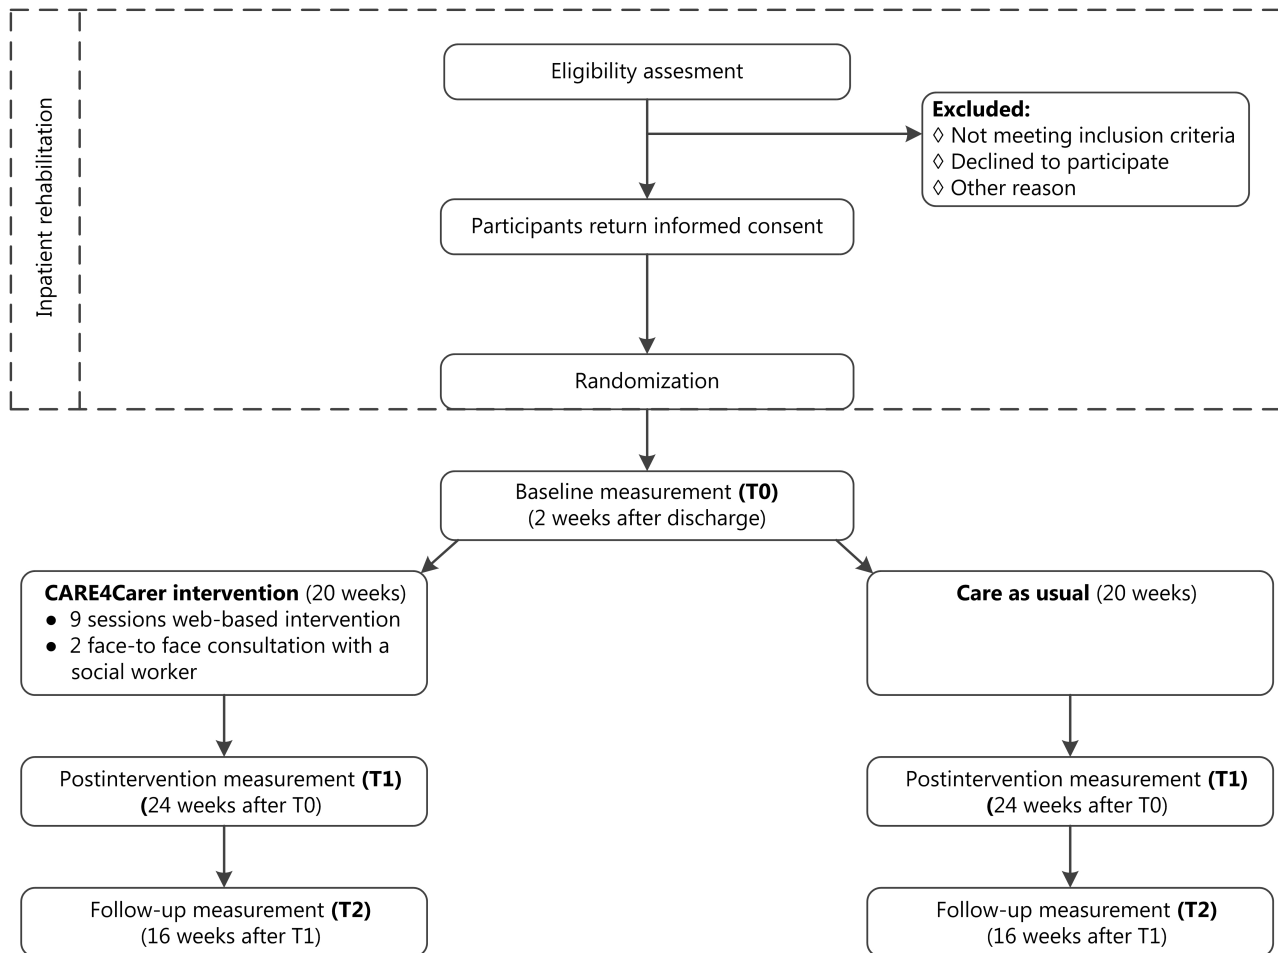 Inpatient rehabilitation
Eligibility assesment
Excluded:
◊ Not meeting inclusion criteria
◊ Declined to participate
◊ Other reason
Participants return informed consent
Randomization
Baseline measurement (T0)
(2 weeks after discharge)
CARE4Carer intervention (20 weeks)
● 9 sessions web-based intervention
● 2 face-to face consultation with a
social worker
Care as usual (20 weeks)
Postintervention measurement (T1)
(24 weeks after T0)
Postintervention measurement (T1)
(24 weeks after T0)
Follow-up measurement (T2)
(16 weeks after T1)
Follow-up measurement (T2)
(16 weeks after T1)